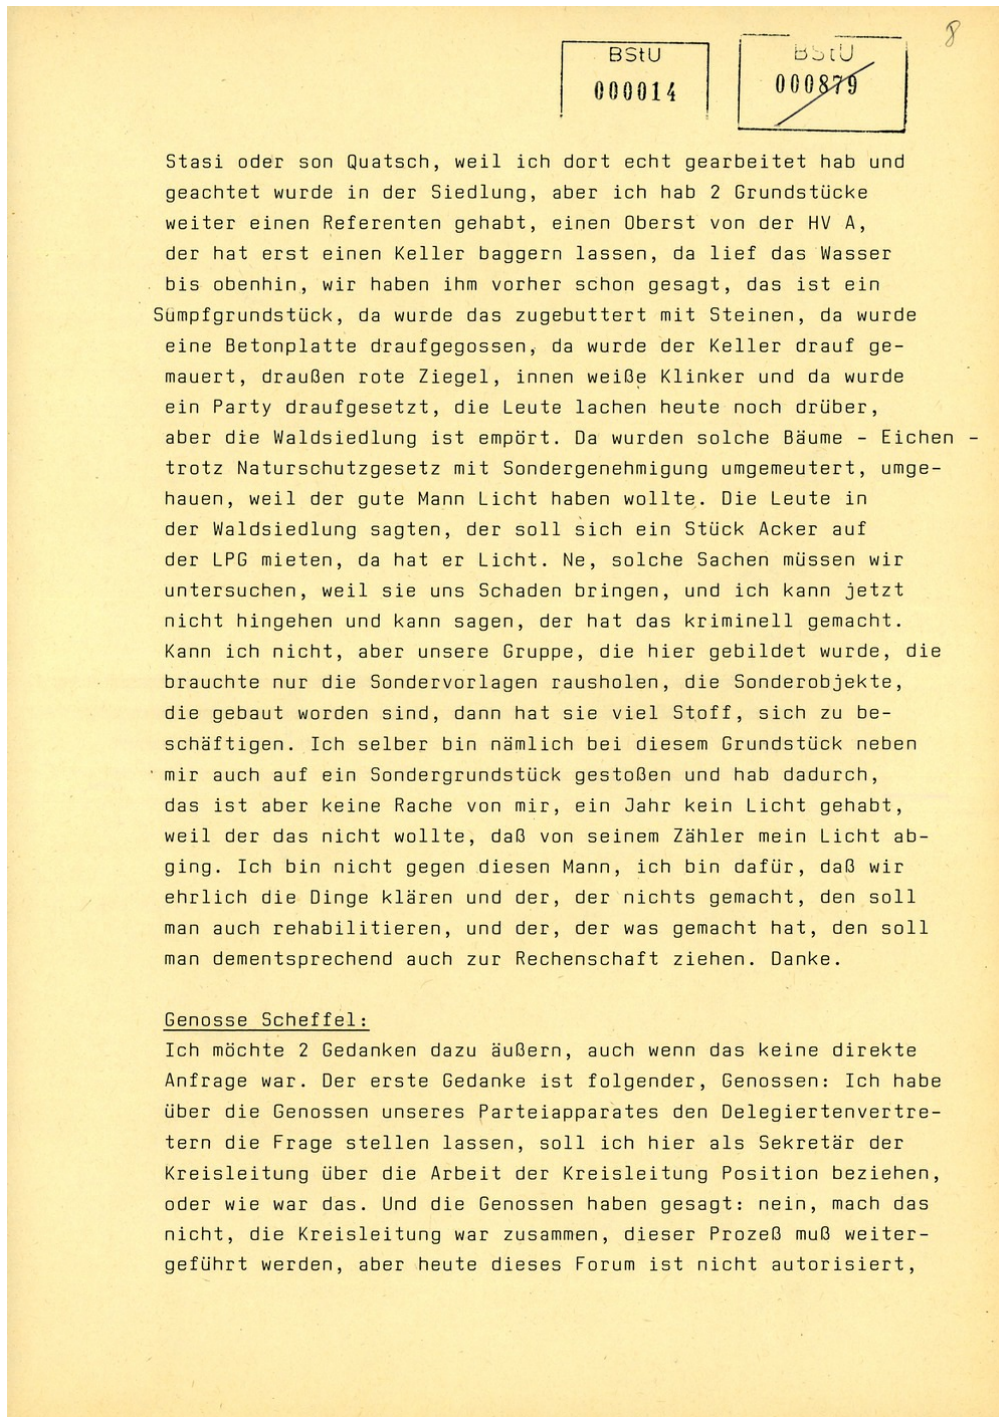 8
BStU
000014
BStU
000879
Stasi oder son Quatsch, weil ich dort echt gearbeitet hab und
geachtet wurde in der Siedlung, aber ich hab 2 Grundstücke
weiter einen Referenten gehabt, einen Oberst von der HV A,
der hat erst einen Keller baggern lassen, da lief das Wasser
bis obenhin, wir haben ihm vorher schon gesagt, das ist ein
Sumpfgrundstück, da wurde das zugebuttert mit Steinen, da wurde
eine Betonplatte draufgegossen, da wurde der Keller drauf ge-
mauert, draußen rote Ziegel, innen weiße Klinker und da wurde
ein Party draufgesetzt, die Leute lachen heute noch drüber,
aber die Waldsiedlung ist empört. Da wurden solche Bäume - Eichen -
trotz Naturschutzgesetz mit Sondergenehmigung umgemeutert, umge-
hauen, weil der gute Mann Licht haben wollte. Die Leute in
der Waldsiedlung sagten, der soll sich ein Stück Acker auf
der LPG mieten, da hat er Licht. Ne, solche Sachen müssen wir
untersuchen, weil sie uns Schaden bringen, und ich kann jetzt
nicht hingehen und kann sagen, der hat das kriminell gemacht.
Kann ich nicht, aber unsere Gruppe, die hier gebildet wurde, die
brauchte nur die Sondervorlagen rausholen, die Sonderobjekte,
die gebaut worden sind, dann hat sie viel Stoff, sich zu be-
schäftigen. Ich selber bin nämlich bei diesem Grundstück neben
mir auch auf ein Sondergrundstück gestoßen und hab dadurch,
das ist aber keine Rache von mir, ein Jahr kein Licht gehabt,
weil der das nicht wollte, daß von seinem Zähler mein Licht ab-
ging. Ich bin nicht gegen diesen Mann, ich bin dafür, daß wir
ehrlich die Dinge klären und der, der nichts gemacht, den soll
man auch rehabilitieren, und der, der was gemacht hat, den soll
man dementsprechend auch zur Rechenschaft ziehen. Danke.
Genosse Scheffel:
Ich möchte 2 Gedanken dazu äußern, auch wenn das keine direkte
Anfrage war. Der erste Gedanke ist folgender, Genossen: Ich habe
über die Genossen unseres Parteiapparates den Delegiertenvertre-
tern die Frage stellen lassen, soll ich hier als Sekretär der
Kreisleitung über die Arbeit der Kreisleitung Position beziehen,
oder wie war das. Und die Genossen haben gesagt: nein, mach das
nicht, die Kreisleitung war zusammen, dieser Prozeß muß weiter-
geführt werden, aber heute dieses Forum ist nicht autorisiert,